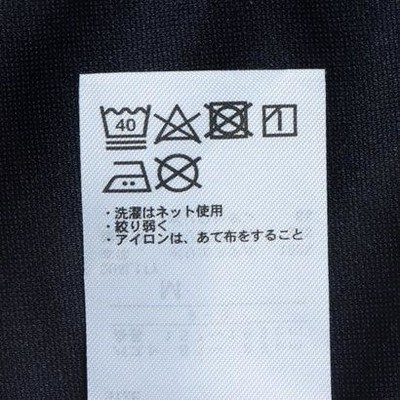 40
・洗濯はネット使用
・絞り弱く
・アイロンは、あて布をすること